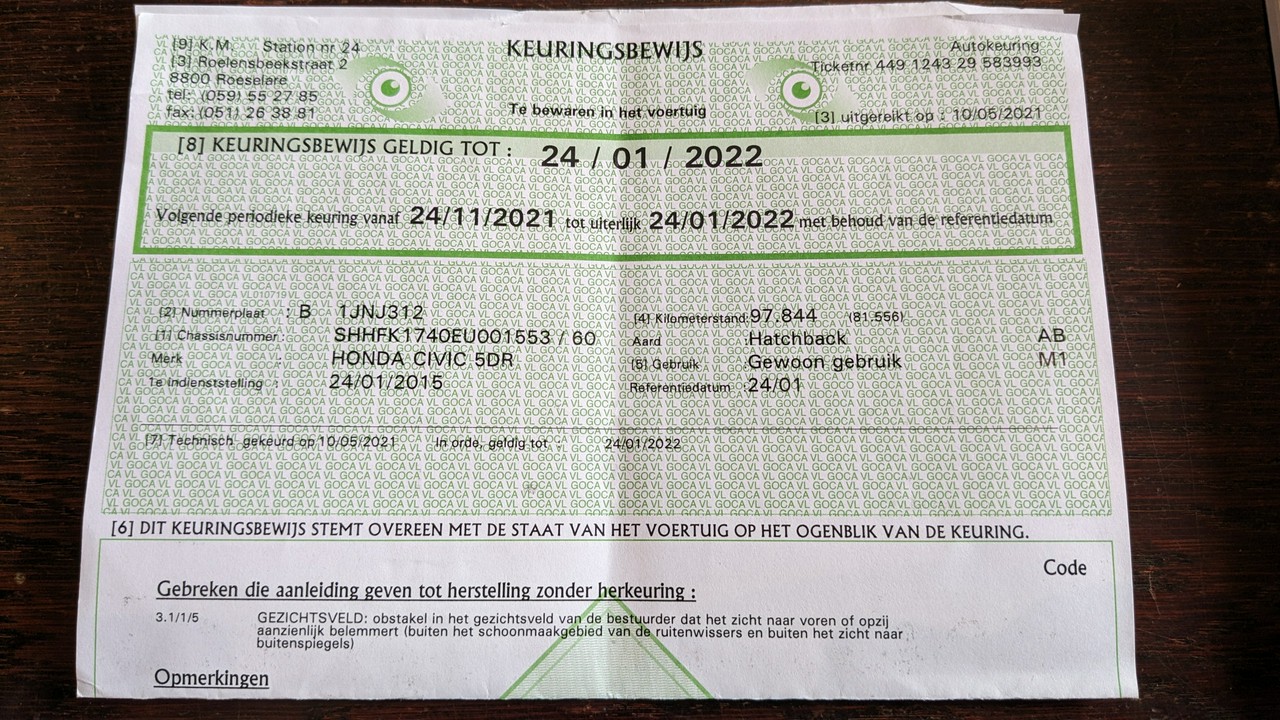 [9] K.M. Station nr 24
[3] Roelensbeekstraat 2
8800 Roeselare
tel: (059) 55 27 85
fax: (051) 26 38 81
KEURINGSBEWIJS
Te bewaren in het voertuig
Autokeuring
Ticketnr 449 1243 29 583993
[3] uitgereikt op : 10/05/2021
[8] KEURINGSBEWIJS GELDIG TOT : 24 / 01 / 2022
Volgende periodieke keuring vanaf 24/11/2021 tot uiterlijk 24/01/2022 met behoud van de referentiedatum
[2] Nummerplaat : B 1JNJ312
[1] Chassisnummer : SHHFK1740EU001553 / 60
Merk : HONDA CIVIC 5DR
1e indienststelling : 24/01/2015
[4] Kilometerstand :97.844 (81.556)
Aard :Hatchback AB
[5] Gebruik :Gewoon gebruik M1
Referentiedatum :24/01
[7] Technisch gekeurd op 10/05/2021 In orde, geldig tot : 24/01/2022
[6] DIT KEURINGSBEWIJS STEMT OVEREEN MET DE STAAT VAN HET VOERTUIG OP HET OGENBLIK VAN DE KEURING.
Code
Gebreken die aanleiding geven tot herstelling zonder herkeuring :
3.1/1/5 GEZICHTSVELD: obstakel in het gezichtsveld van de bestuurder dat het zicht naar voren of opzij
aanzienlijk belemmert (buiten het schoonmaakgebied van de ruitenwissers en buiten het zicht naar
buitenspiegels)
Opmerkingen